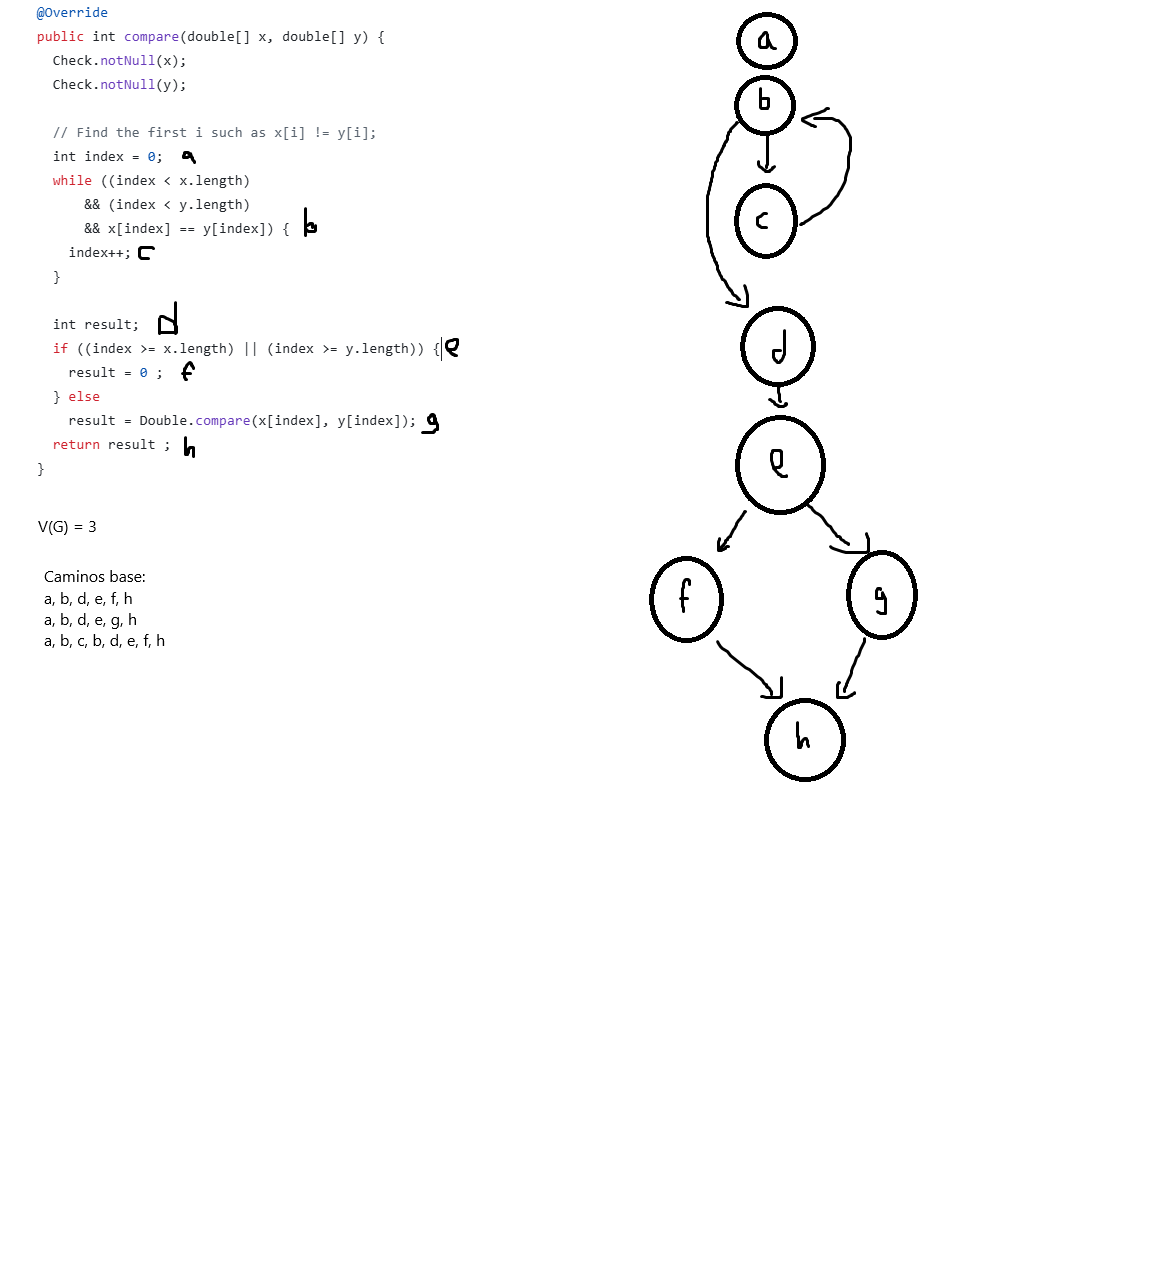 @Override
public int compare(double[] x, double[] y) {
Check.notNull(x);
Check.notNull(y);
// Find the first i such as x[i] != y[i];
int index = 0; a
while ((index < x.length)
&& (index < y.length)
&& x[index] == y[index]) { b
index++; c
}
int result; d
if ((index >= x.length) || (index >= y.length)) { e
result = 0 ; f
} else
result = Double.compare(x[index], y[index]); g
return result ; h
}
V(G) = 3
Caminos base:
a, b, d, e, f, h
a, b, d, e, g, h
a, b, c, b, d, e, f, h
a
b
c
d
e
f g
h